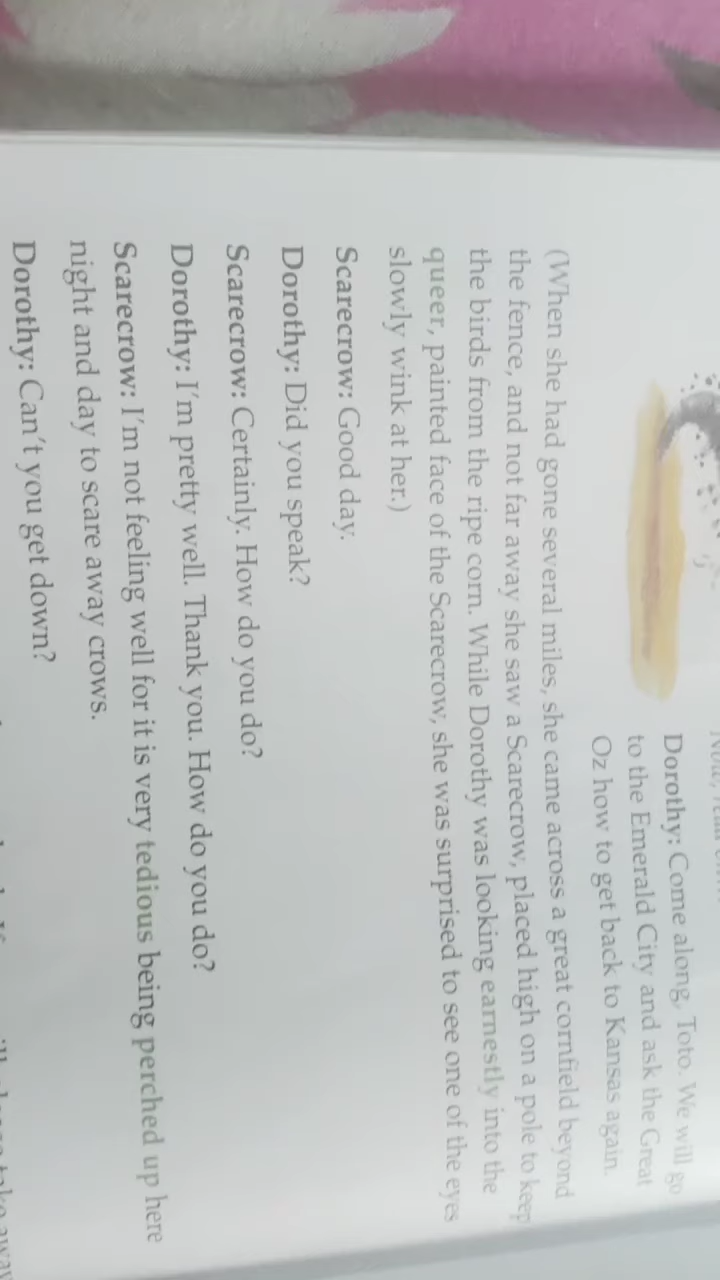 Dorothy: Come along, Toto. We will go
to the Emerald City and ask the Great
Oz how to get back to Kansas again.
(When she had gone several miles, she came across a great cornfield beyond
the fence, and not far away she saw a Scarecrow, placed high on a pole to keep
the birds from the ripe corn. While Dorothy was looking earnestly into the
queer, painted face of the Scarecrow, she was surprised to see one of the eyes
slowly wink at her.)
Scarecrow: Good day.
Dorothy: Did you speak?
Scarecrow: Certainly. How do you do?
Dorothy: I'm pretty well. Thank you. How do you do?
Scarecrow: I'm not feeling well for it is very tedious being perched up here
night and day to scare away crows.
Dorothy: Can't you get down?